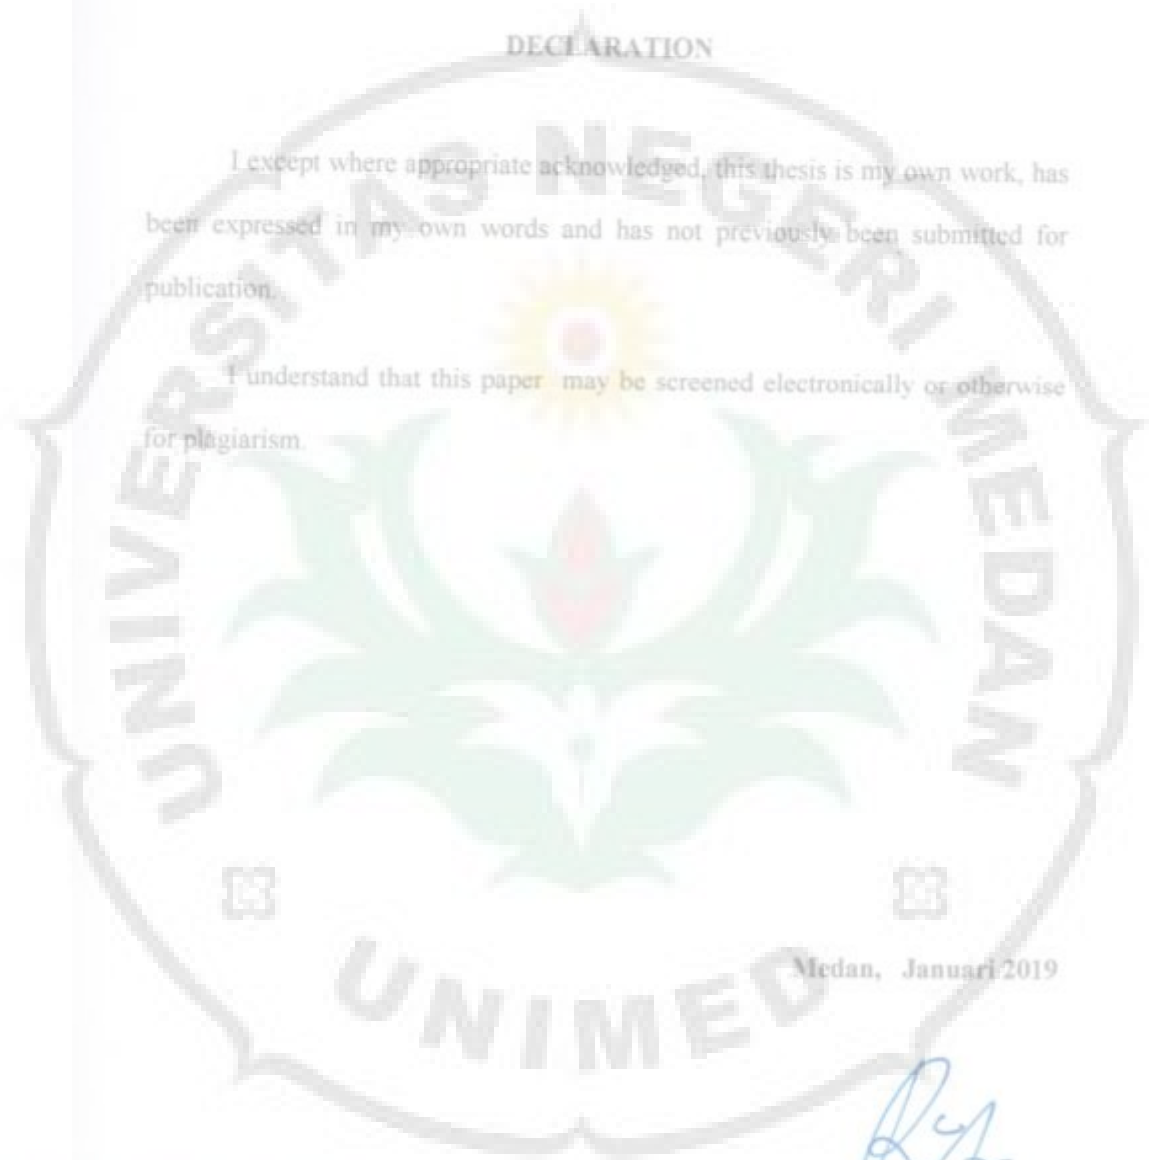 DECLARATION
I except where appropriate acknowledged, this thesis is my own work, has
been expressed in my own words and has not previously been submitted for
publication.
I understand that this paper may be screened electronically or otherwise
for plagiarism.
UNIVERSITAS NEGERI MEDAN
Medan, Januari 2019
UNIMED